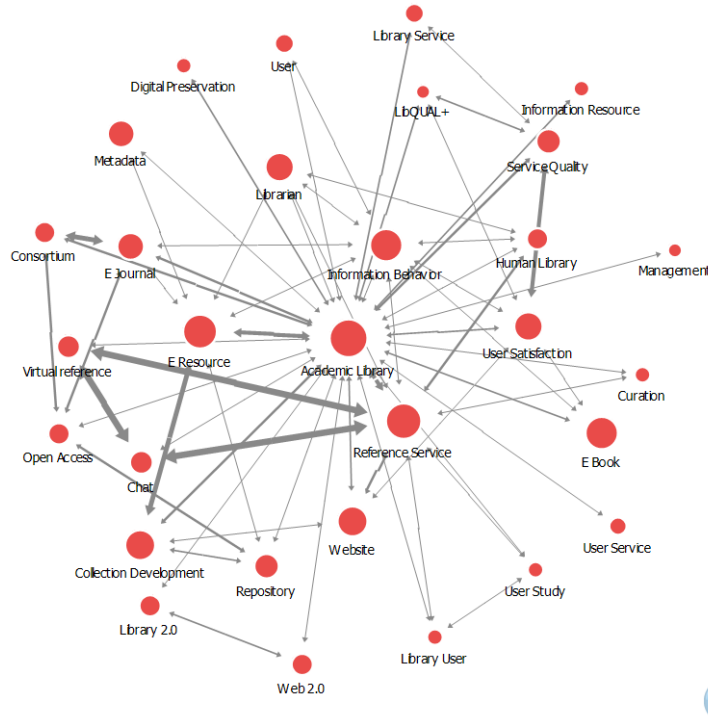 Library Service
User
Digital Preservation
LibQUAL+
Information Resource
Metadata
Service Quality
Librarian
Consortium
E Journal
Information Behavior
Human Library
Management
Virtual reference
E Resource
Academic Library
User Satisfaction
Curation
Open Access
Chat
Reference Service
E Book
Website
User Service
Collection Development
Repository
User Study
Library 2.0
Library User
Web 2.0